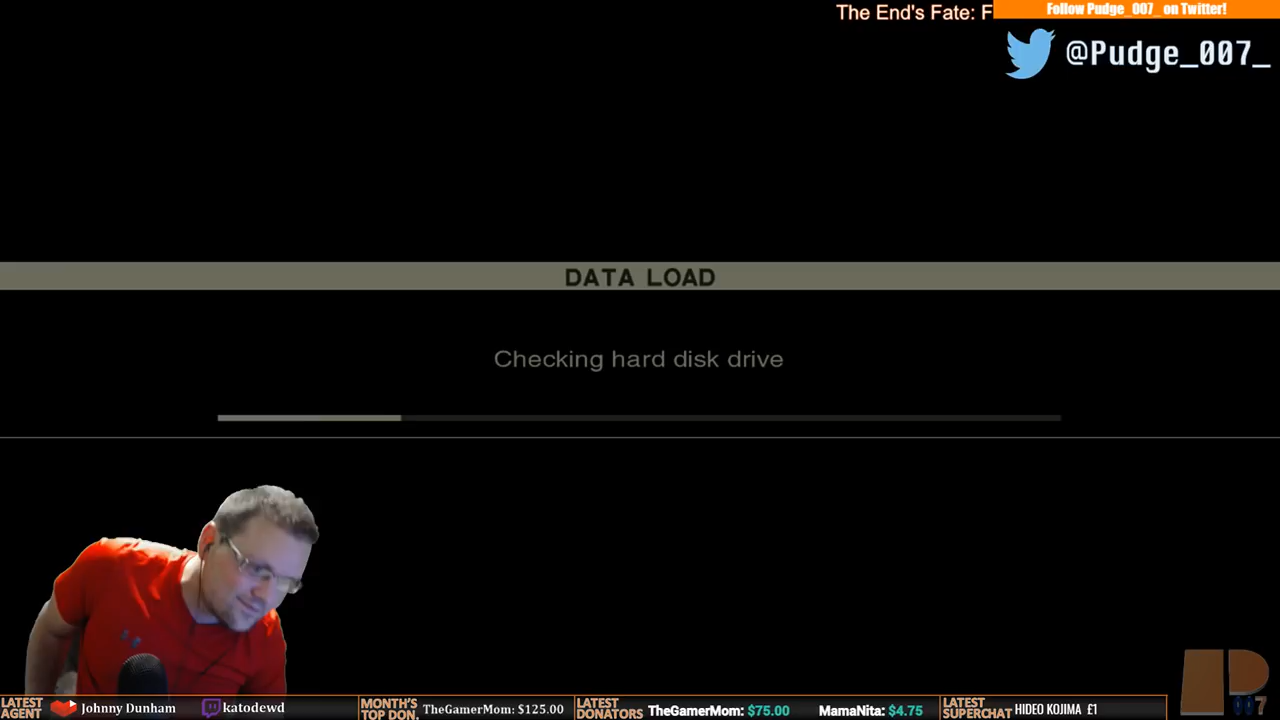 The End's Fate: F
Follow Pudge_007_ on Twitter!
@Pudge_007_
DATA LOAD
Checking hard disk drive
LATEST AGENT
Johnny Dunham
katodewd
MONTH'S TOP DON.
TheGamerMom: $125.00
LATEST DONATORS
TheGamerMom: $75.00
MamaNita: $4.75
LATEST SUPERCHAT
HIDEO KOJIMA £1
P
007